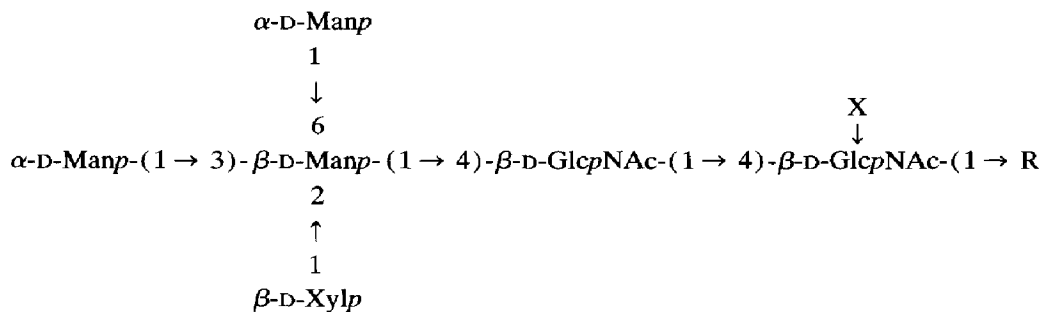 α-D-Manp
1
↓
6
X
↓
α-D-Manp-(1 → 3)-β-D-Manp-(1 → 4)-β-D-GlcpNAc-(1 → 4)-β-D-GlcpNAc-(1 → R
2
↑
1
β-D-Xylp